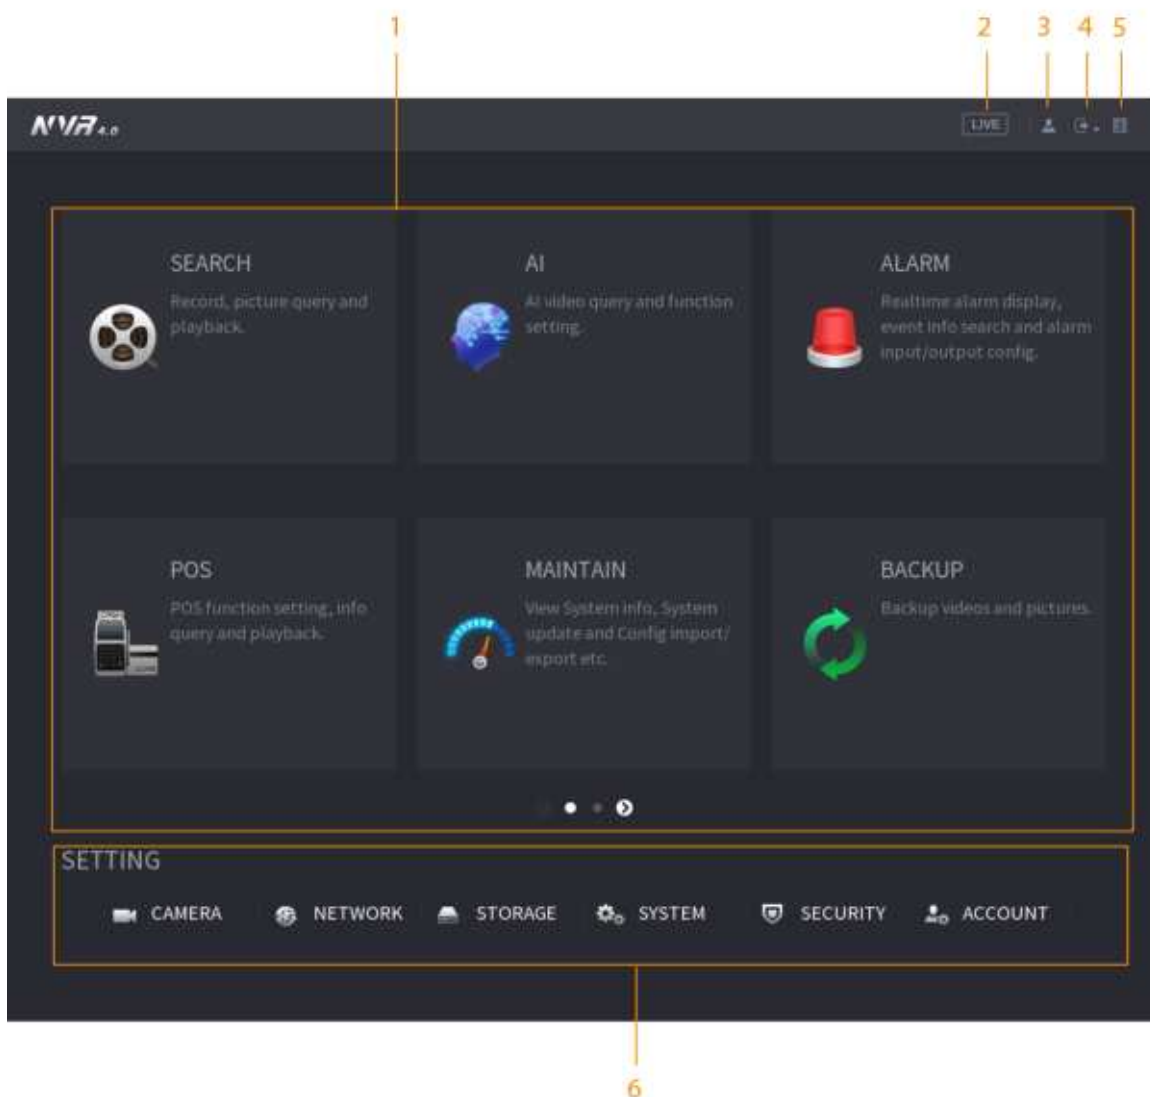 1 2 3 4 5
NVR 4.0 LIVE
SEARCH
Record, picture query and
playback.
AI
AI video query and function
setting.
ALARM
Realtime alarm display,
event info search and alarm
input/output config.
POS
POS function setting, info
query and playback.
MAINTAIN
View System info, System
update and Config import/
export etc.
BACKUP
Backup videos and pictures.
SETTING
CAMERA NETWORK STORAGE SYSTEM SECURITY ACCOUNT
6